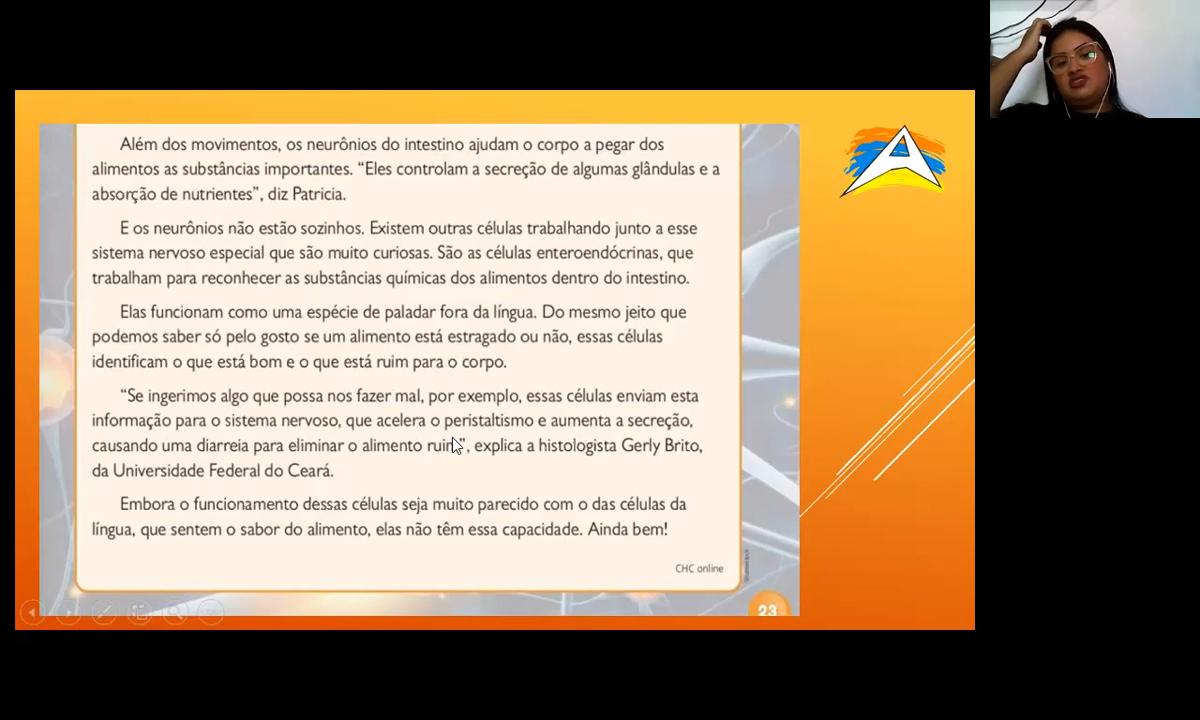 Além dos movimentos, os neurônios do intestino ajudam o corpo a pegar dos
alimentos as substâncias importantes. “Eles controlam a secreção de algumas glândulas e a
absorção de nutrientes”, diz Patricia.
E os neurônios não estão sozinhos. Existem outras células trabalhando junto a esse
sistema nervoso especial que são muito curiosas. São as células enteroendócrinas, que
trabalham para reconhecer as substâncias químicas dos alimentos dentro do intestino.
Elas funcionam como uma espécie de paladar fora da língua. Do mesmo jeito que
podemos saber só pelo gosto se um alimento está estragado ou não, essas células
identificam o que está bom e o que está ruim para o corpo.
“Se ingerimos algo que possa nos fazer mal, por exemplo, essas células enviam esta
informação para o sistema nervoso, que acelera o peristaltismo e aumenta a secreção,
causando uma diarreia para eliminar o alimento ruim”, explica a histologista Gerly Brito,
da Universidade Federal do Ceará.
Embora o funcionamento dessas células seja muito parecido com o das células da
língua, que sentem o sabor do alimento, elas não têm essa capacidade. Ainda bem!
CHC online
23
A